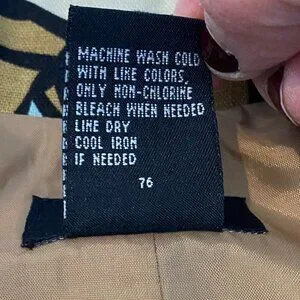 MACHINE WASH COLD
WITH LIKE COLORS,
ONLY NON-CHLORINE
BLEACH WHEN NEEDED
LINE DRY
COOL IRON
IF NEEDED
76